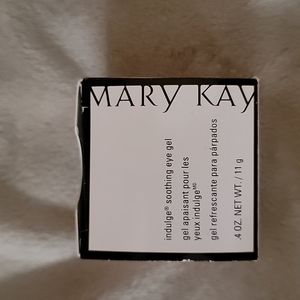 MARY KAY
indulge® soothing eye gel
gel apaisant pour les
yeux indulgeᴹᴰ
gel refrescante para párpados
.4 OZ. NET WT. / 11 g